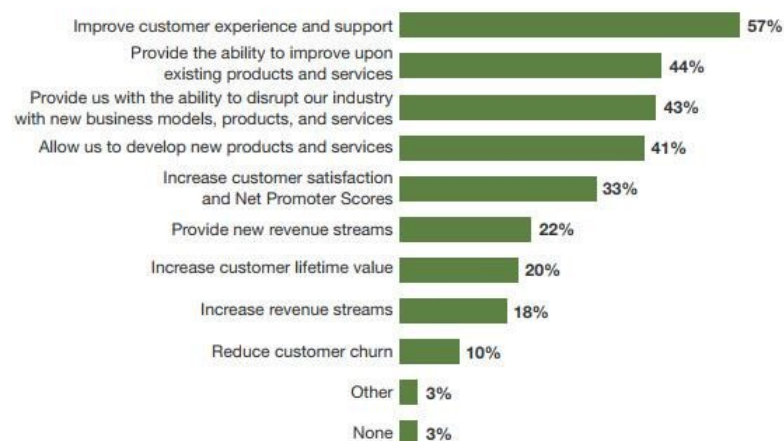 Improve customer experience and support 57%
Provide the ability to improve upon
existing products and services 44%
Provide us with the ability to disrupt our industry
with new business models, products, and services 43%
Allow us to develop new products and services 41%
Increase customer satisfaction
and Net Promoter Scores 33%
Provide new revenue streams 22%
Increase customer lifetime value 20%
Increase revenue streams 18%
Reduce customer churn 10%
Other 3%
None 3%